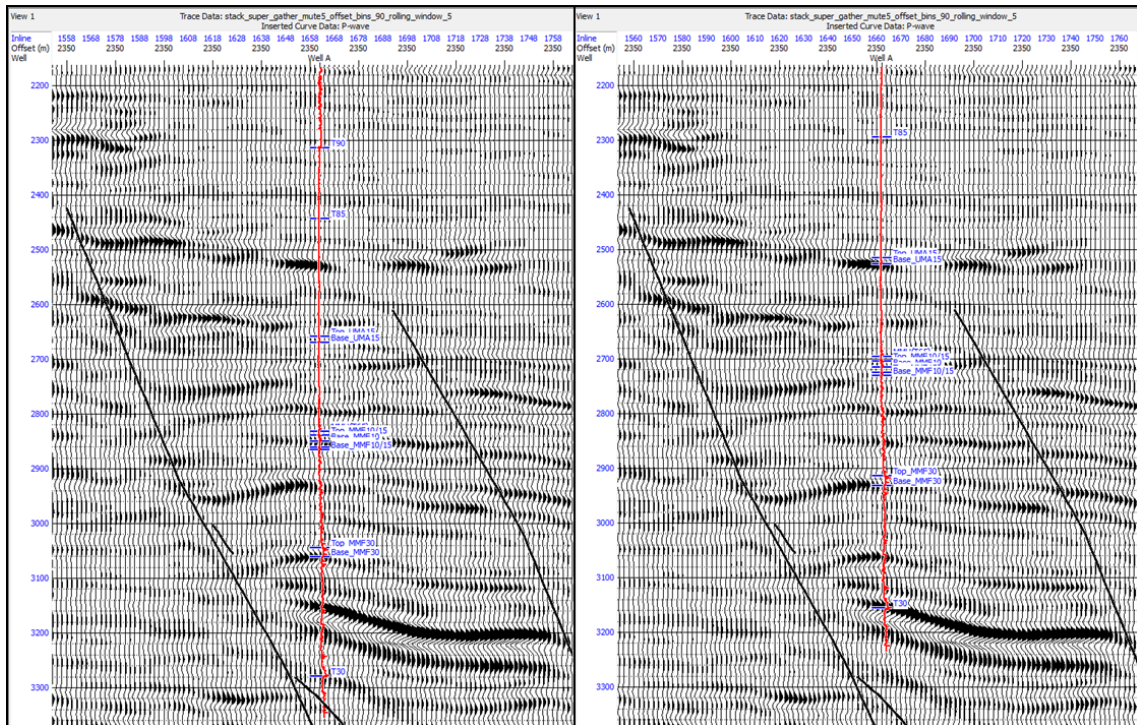 View 1 Trace Data: stack_super_gather_mute5_offset_bins_90_rolling_window_5
Inserted Curve Data: P-wave
Inline 1558 1568 1578 1588 1598 1608 1618 1628 1638 1648 1658 1668 1678 1688 1698 1708 1718 1728 1738 1748 1758
Offset (m) 2350 2350 2350 2350 2350 2350 2350 2350 2350 2350 2350
Well Well A
2200
2300
T90
2400
T85
2500
2600
Top_UMA15
Base_UMA15
2700
2800
Top_MMF10/15
Base_MMF10
Base_MMF10/15
2900
3000
Top_MMF30
Base_MMF30
3100
3200
T30
3300
View 1 Trace Data: stack_super_gather_mute5_offset_bins_90_rolling_window_5
Inserted Curve Data: P-wave
Inline 1560 1570 1580 1590 1600 1610 1620 1630 1640 1650 1660 1670 1680 1690 1700 1710 1720 1730 1740 1750 1760
Offset (m) 2350 2350 2350 2350 2350 2350 2350 2350 2350 2350 2350
Well Well A
2200
2300
T85
2400
2500
Top_UMA15
Base_UMA15
2600
2700
Top_MMF10/15
Base_MMF10
Base_MMF10/15
2800
2900
Top_MMF30
Base_MMF30
3000
3100
T30
3200
3300